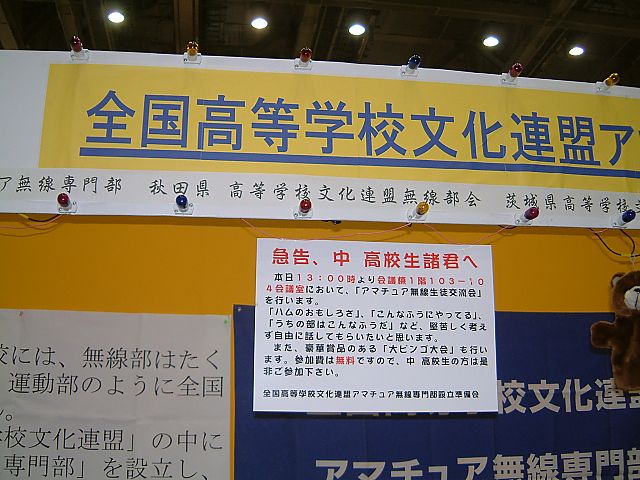 全国高等学校文化連盟ア
ア無線専門部　秋田県 高等学校文化連盟無線部会　茨城県高等学校文
急告、中 高校生諸君へ
本日１３：００時より会議棟１階１０３－１０
４会議室において、「アマチュア無線生徒交流会」
を行います。
「ハムのおもしろさ」、「こんなふうにやってる」、
「うちの部はこんなふうだ」など、堅苦しく考え
ず自由に話してもらいたいと思います。
また、豪華賞品のある「大ビンゴ大会」も行い
ます。参加費は無料ですので、中 高校生の方は是
非ご参加下さい。
全国高等学校文化連盟アマチュア無線専門部設立準備会
校には、無線部はたく
運動部のように全国
ん。
学校文化連盟」の中に
専門部」を設立し、
学校文化連
アマチュア無線専門部